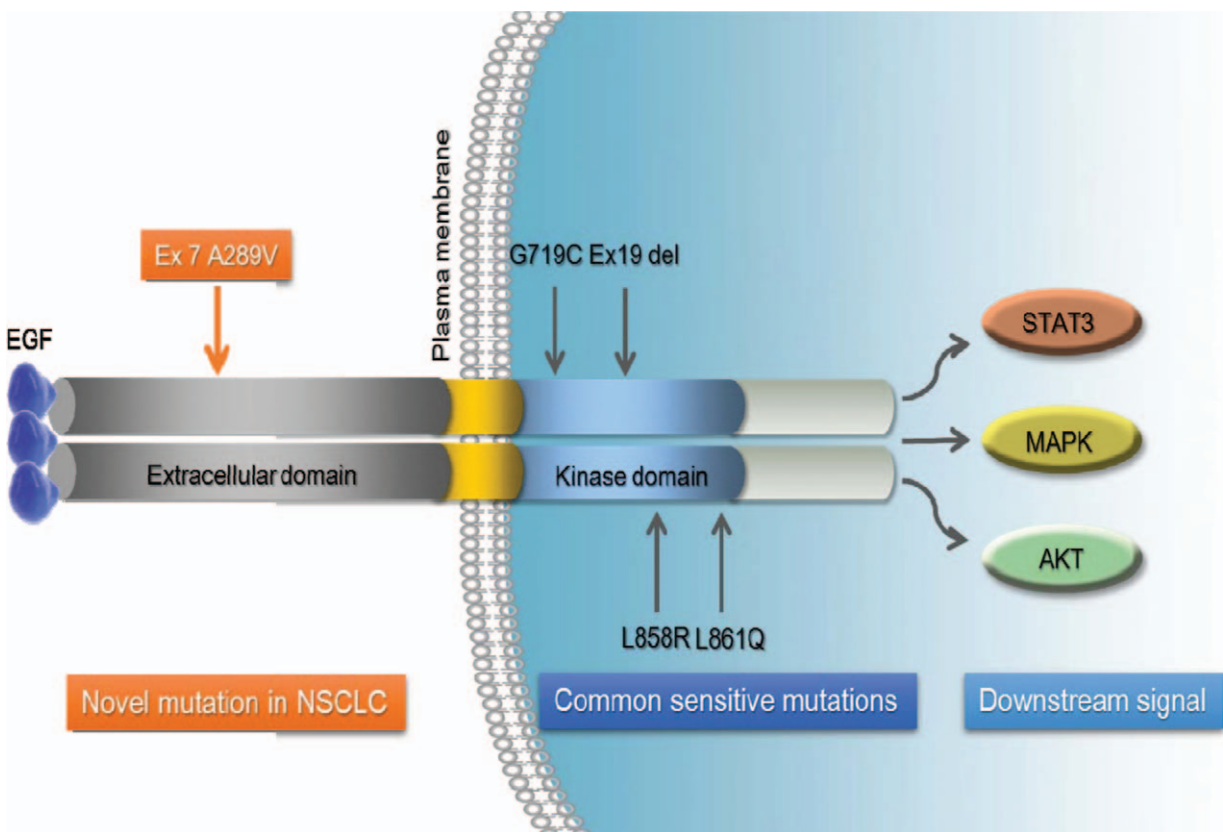 Ex 7 A289V
EGF
Plasma membrane
G719C Ex19 del
STAT3
MAPK
AKT
Extracellular domain
Kinase domain
L858R L861Q
Novel mutation in NSCLC
Common sensitive mutations
Downstream signal